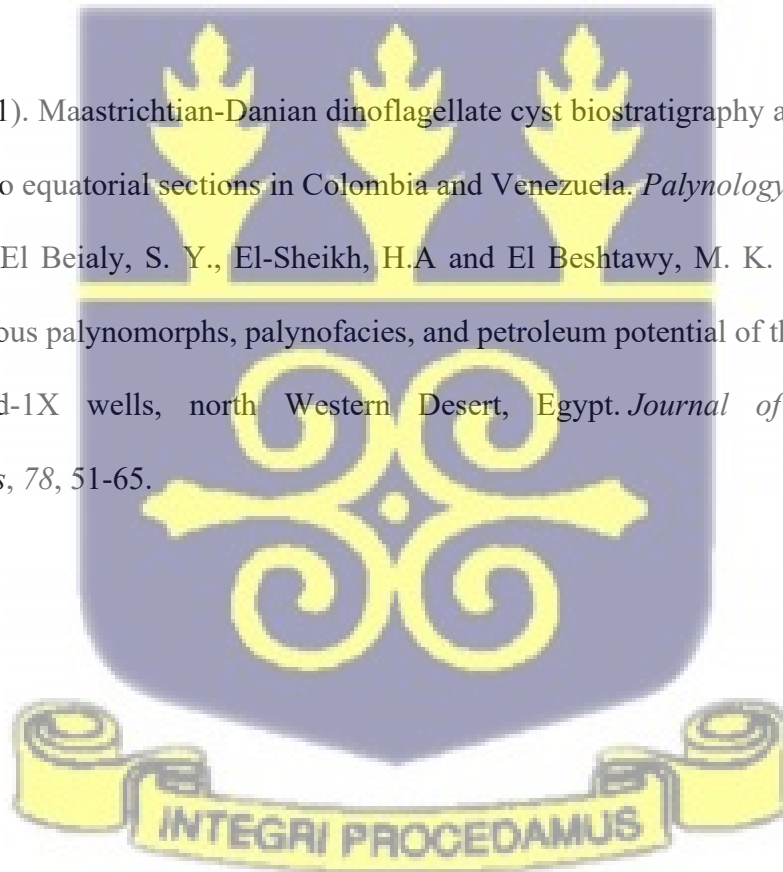 1). Maastrichtian-Danian dinoflagellate cyst biostratigraphy a
o equatorial sections in Colombia and Venezuela. Palynology
El Beialy, S. Y., El-Sheikh, H.A and El Beshtawy, M. K.
ous palynomorphs, palynofacies, and petroleum potential of th
d-1X wells, north Western Desert, Egypt. Journal of
s, 78, 51-65.
INTEGRI PROCEDAMUS